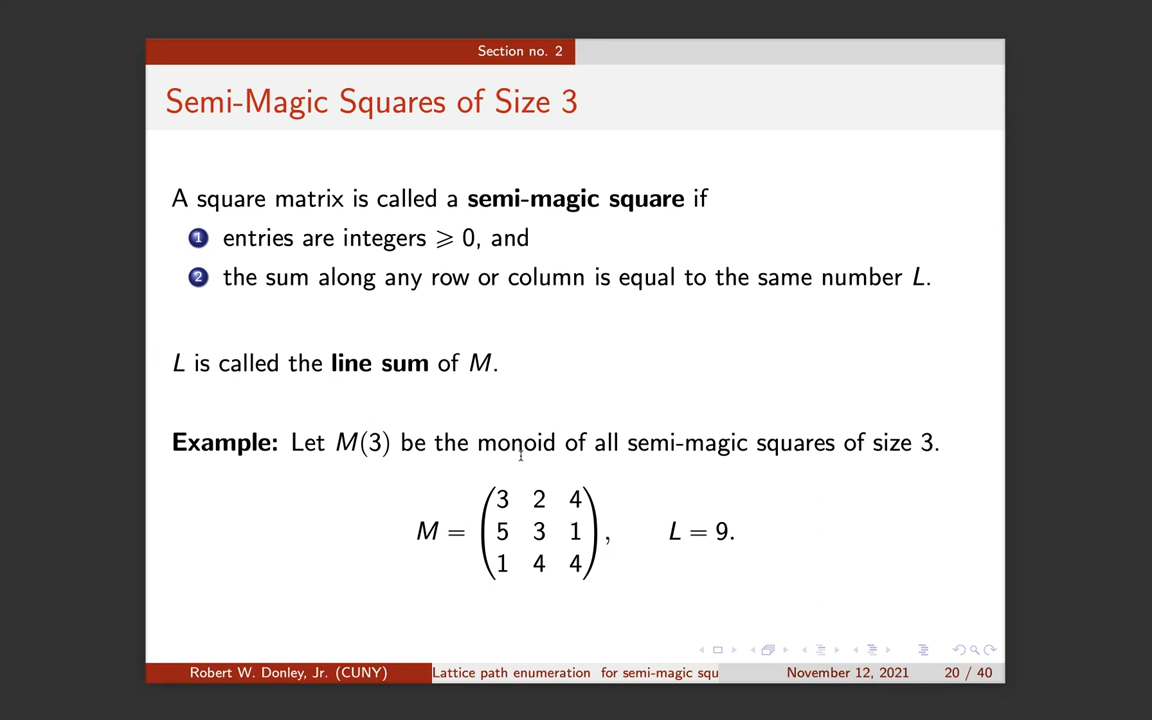 Section no. 2
Semi-Magic Squares of Size 3
A square matrix is called a semi-magic square if
1 entries are integers ⩾ 0, and
2 the sum along any row or column is equal to the same number L.
L is called the line sum of M.
Example: Let M(3) be the monoid of all semi-magic squares of size 3.
3 2 4
M = 5 3 1 , L = 9.
1 4 4
Robert W. Donley, Jr. (CUNY) Lattice path enumeration for semi-magic squ November 12, 2021 20 / 40